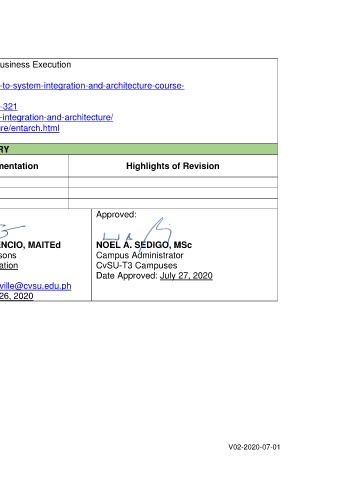 usiness Execution
-to-system-integration-and-architecture-course-
-321
-integration-and-architecture/
re/entarch.html
RY
nentation
Highlights of Revision
Approved:
NCIO, MAITEd
NOEL A. SEDIGO, MSc
sons
Campus Administrator
ation
CvSU-T3 Campuses
Date Approved: July 27, 2020
ville@cvsu.edu.ph
26, 2020
V02-2020-07-01